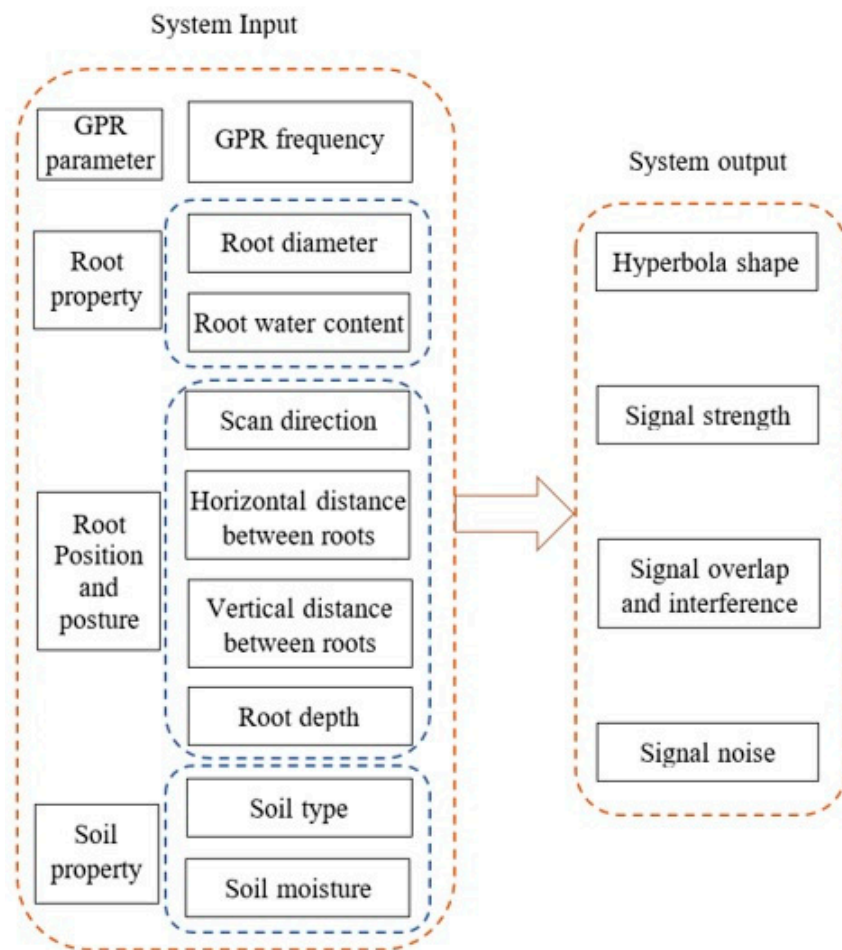 System Input
GPR
parameter
GPR frequency
Root
property
Root diameter
Root water content
Root
Position
and
posture
Scan direction
Horizontal distance
between roots
Vertical distance
between roots
Root depth
Soil
property
Soil type
Soil moisture
System output
Hyperbola shape
Signal strength
Signal overlap
and interference
Signal noise